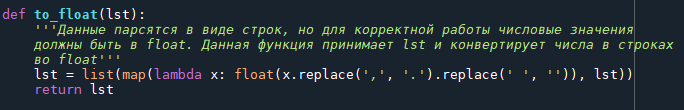 def to_float(lst):
    '''Данные парсятся в виде строк, но для корректной работы числовые значения
    должны быть в float. Данная функция принимает lst и конвертирует числа в строках
    во float'''
    lst = list(map(lambda x: float(x.replace(',', '.').replace(' ', '')), lst))
    return lst